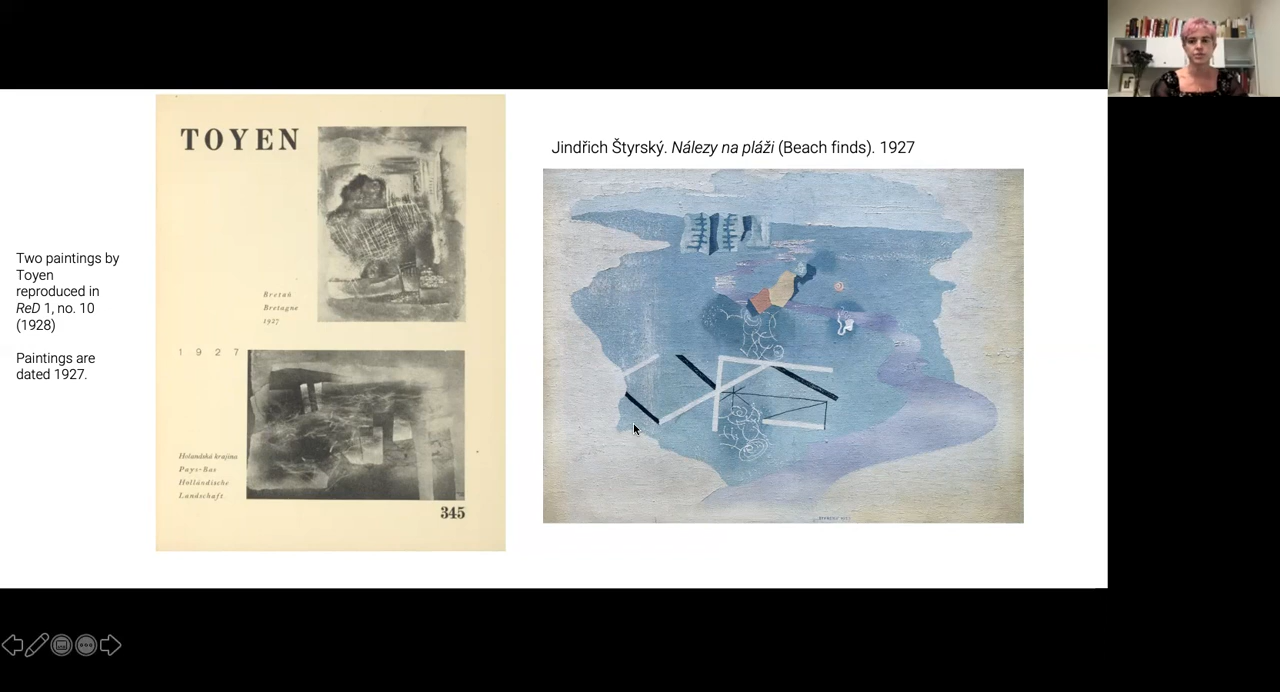 Two paintings by
Toyen
reproduced in
ReD 1, no. 10
(1928)
Paintings are
dated 1927.
TOYEN
Bretaň
Bretagne
1927
1 9 2 7
Holandská krajina
Pays-Bas
Holländische
Landschaft
345
Jindřich Štyrský. Nálezy na pláži (Beach finds). 1927